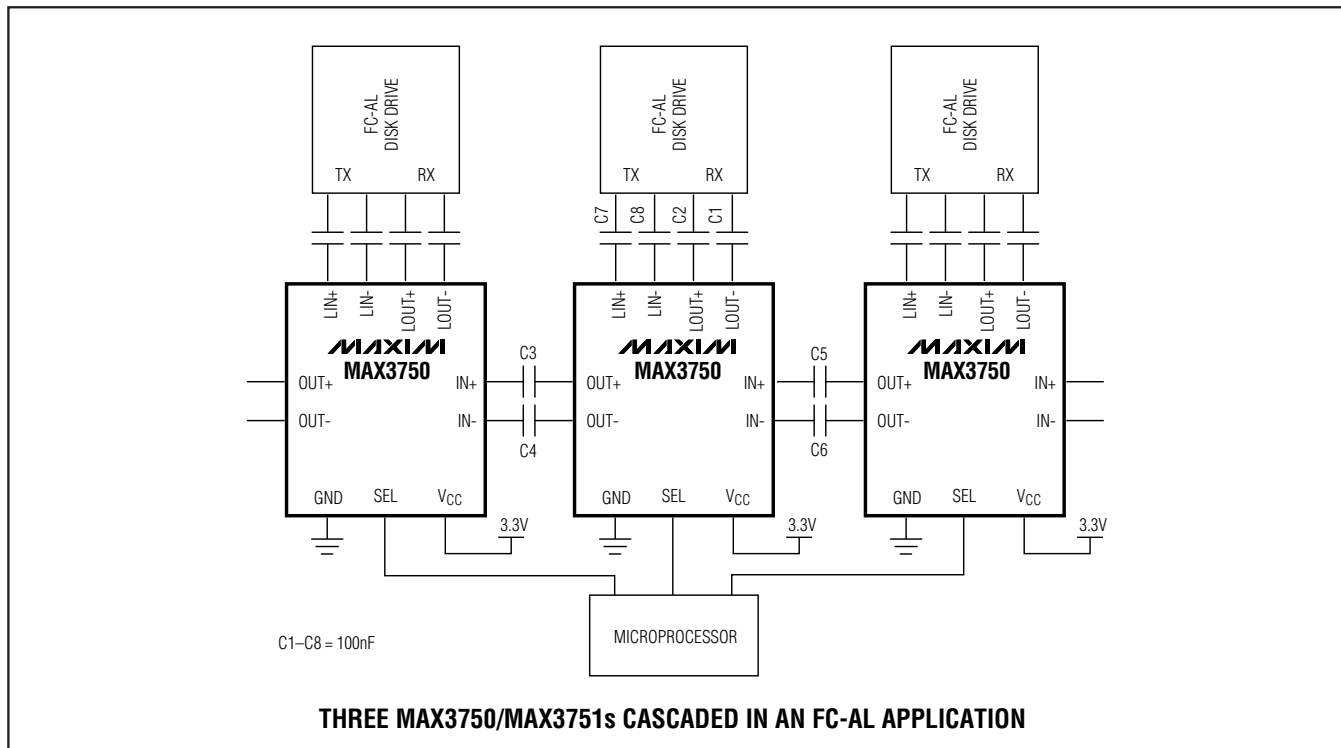 FC-AL
DISK DRIVE
FC-AL
DISK DRIVE
FC-AL
DISK DRIVE
TX RX
TX RX
TX RX
C7 C8 C2 C1
LIN+ LIN- LOUT+ LOUT-
LIN+ LIN- LOUT+ LOUT-
LIN+ LIN- LOUT+ LOUT-
MAXIM
MAX3750
MAXIM
MAX3750
MAXIM
MAX3750
C3
C5
OUT+ IN+
OUT+ IN+
OUT+ IN+
OUT- IN-
OUT- IN-
OUT- IN-
C4
C6
GND SEL VCC
GND SEL VCC
GND SEL VCC
3.3V
3.3V
3.3V
MICROPROCESSOR
C1–C8 = 100nF
THREE MAX3750/MAX3751s CASCADED IN AN FC-AL APPLICATION